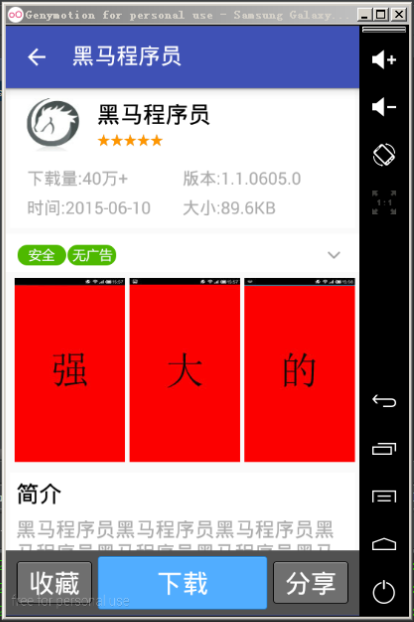 Genymotion for personal use - Samsung Galaxy...
黑马程序员
黑马程序员
下载量:40万+ 版本:1.1.0605.0
时间:2015-06-10 大小:89.6KB
安全 无广告
强 大 的
简介
黑马程序员黑马程序员黑马程序员黑
马程序员黑马程序员黑马程序员黑马
收藏 下载 分享
free for personal use
1:1